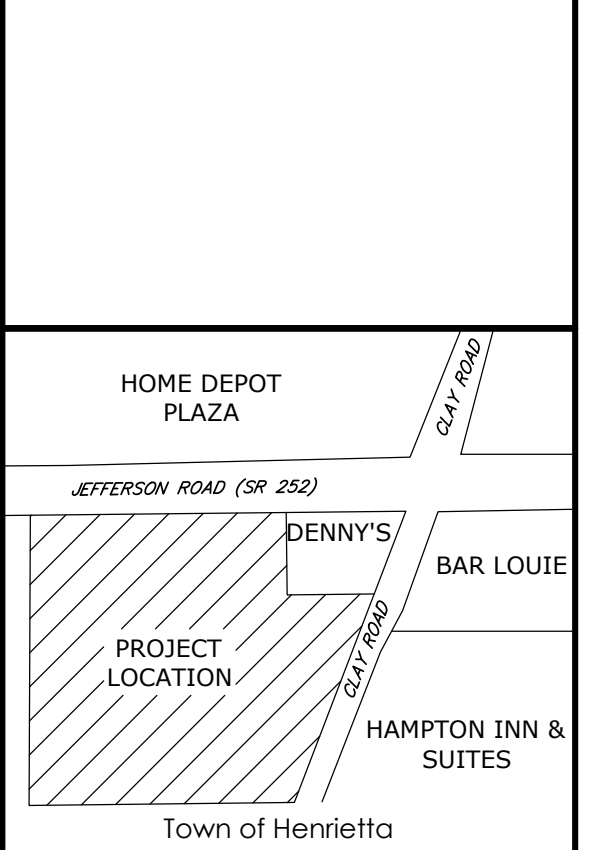 HOME DEPOT
PLAZA
CLAY ROAD
JEFFERSON ROAD (SR 252)
DENNY'S
BAR LOUIE
PROJECT
LOCATION
CLAY ROAD
HAMPTON INN &
SUITES
Town of Henrietta